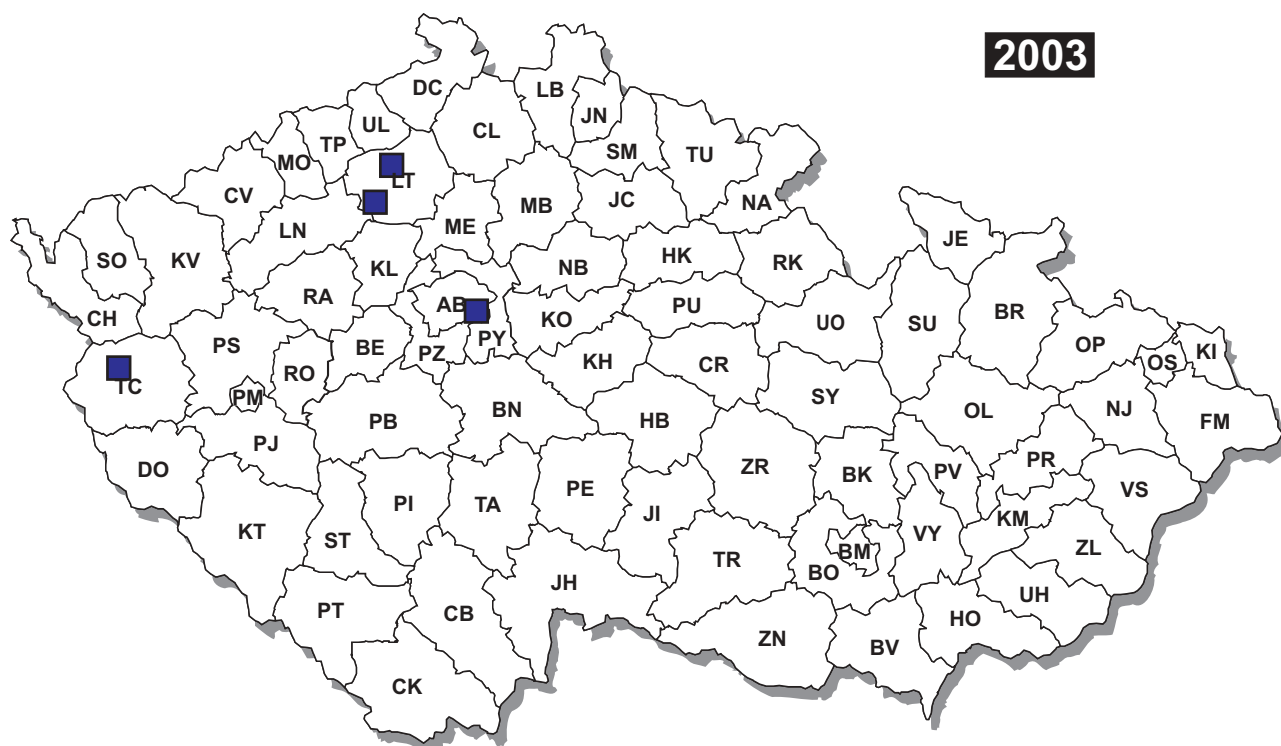 2003
DC
LB
JN
UL
CL
TP
MO
SM
TU
LT
CV
MB
JC
NA
ME
LN
SO
KV
KL
NB
HK
RK
JE
RA
AB
KO
PU
CH
UO
SU
BR
PS
BE
PZ
PY
OP
KI
OS
RO
KH
CR
TC
PM
SY
BN
OL
NJ
PB
HB
FM
PJ
DO
ZR
BK
PV
PR
VS
PE
KT
PI
TA
JI
KM
ST
VY
ZL
BM
TR
BO
JH
UH
PT
CB
HO
ZN
BV
CK